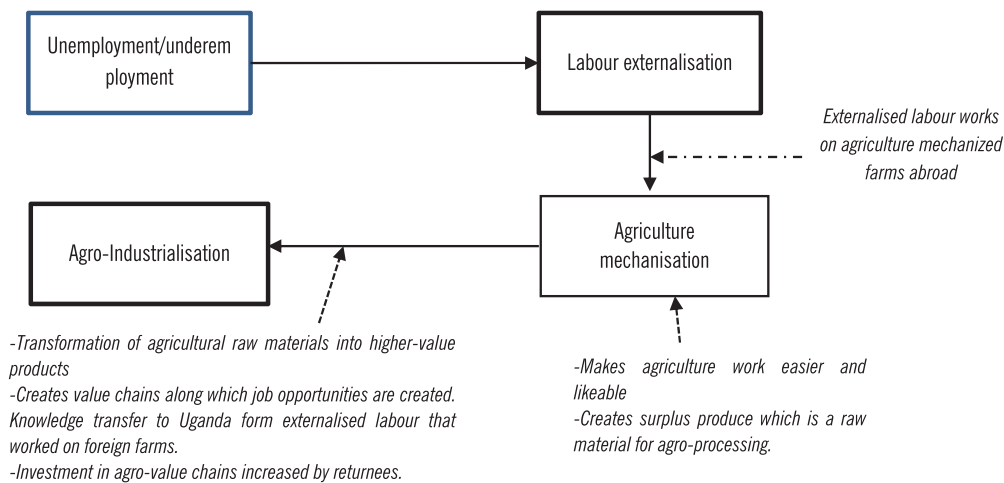 Unemployment/underem
ployment
Labour externalisation
Externalised labour works
on agriculture mechanized
farms abroad
Agro-Industrialisation
Agriculture
mechanisation
-Transformation of agricultural raw materials into higher-value
products
-Creates value chains along which job opportunities are created.
Knowledge transfer to Uganda form externalised labour that
worked on foreign farms.
-Investment in agro-value chains increased by returnees.
-Makes agriculture work easier and
likeable
-Creates surplus produce which is a raw
material for agro-processing.